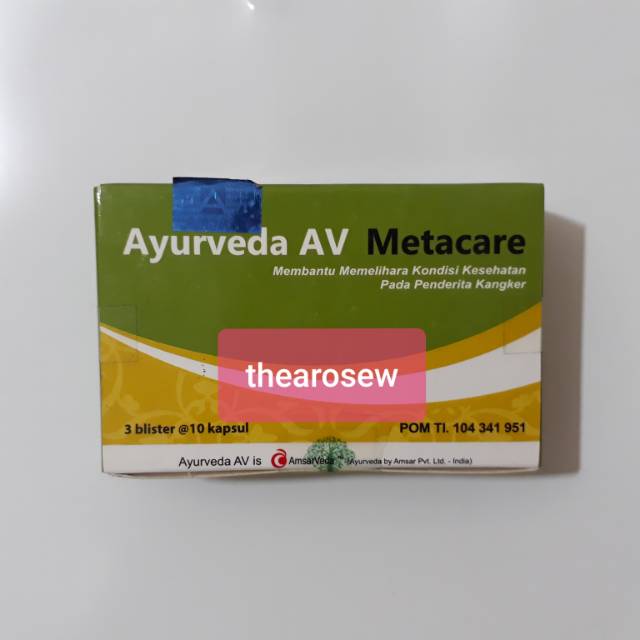 Ayurveda AV Metacare
Membantu Memelihara Kondisi Kesehatan
Pada Penderita Kangker
thearosew
3 blister @10 kapsul
POM TI. 104 341 951
Ayurveda AV is AmsarVeda ™ (Ayurveda by Amsar Pvt. Ltd. - India)